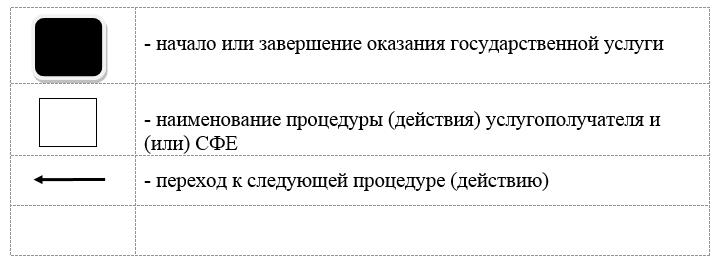 - начало или завершение оказания государственной услуги
- наименование процедуры (действия) услугополучателя и
(или) СФЕ
- переход к следующей процедуре (действию)